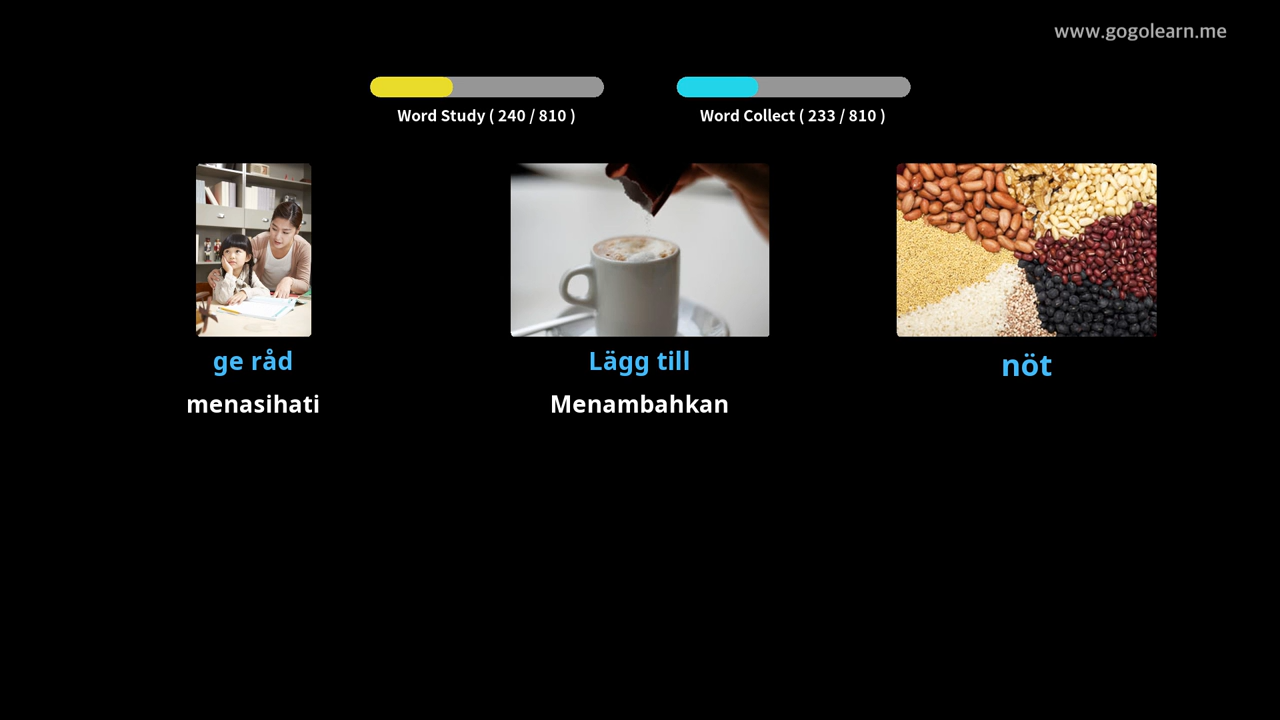 www.gogolearn.me
Word Study ( 240 / 810 )
Word Collect ( 233 / 810 )
ge råd
menasihati
Lägg till
Menambahkan
nöt